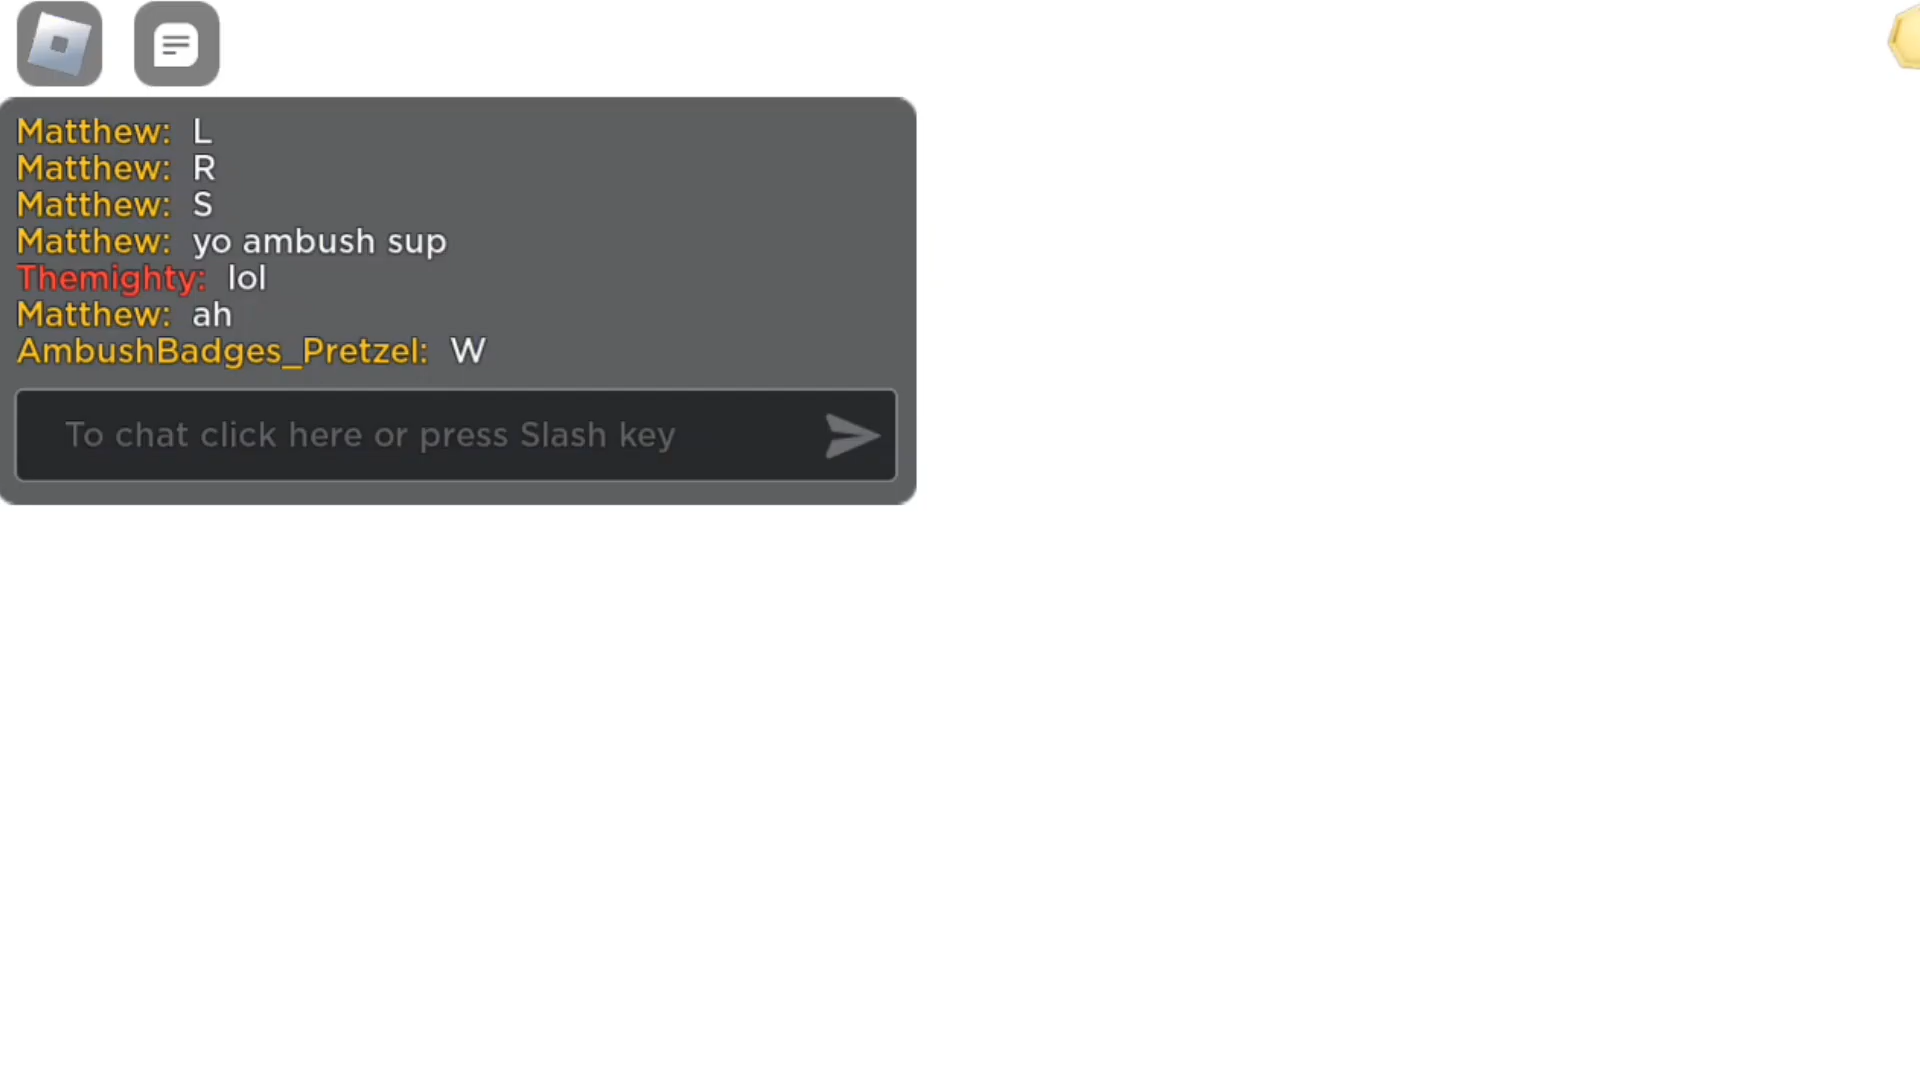 Matthew: L
Matthew: R
Matthew: S
Matthew: yo ambush sup
Themighty: lol
Matthew: ah
AmbushBadges_Pretzel: W
To chat click here or press Slash key